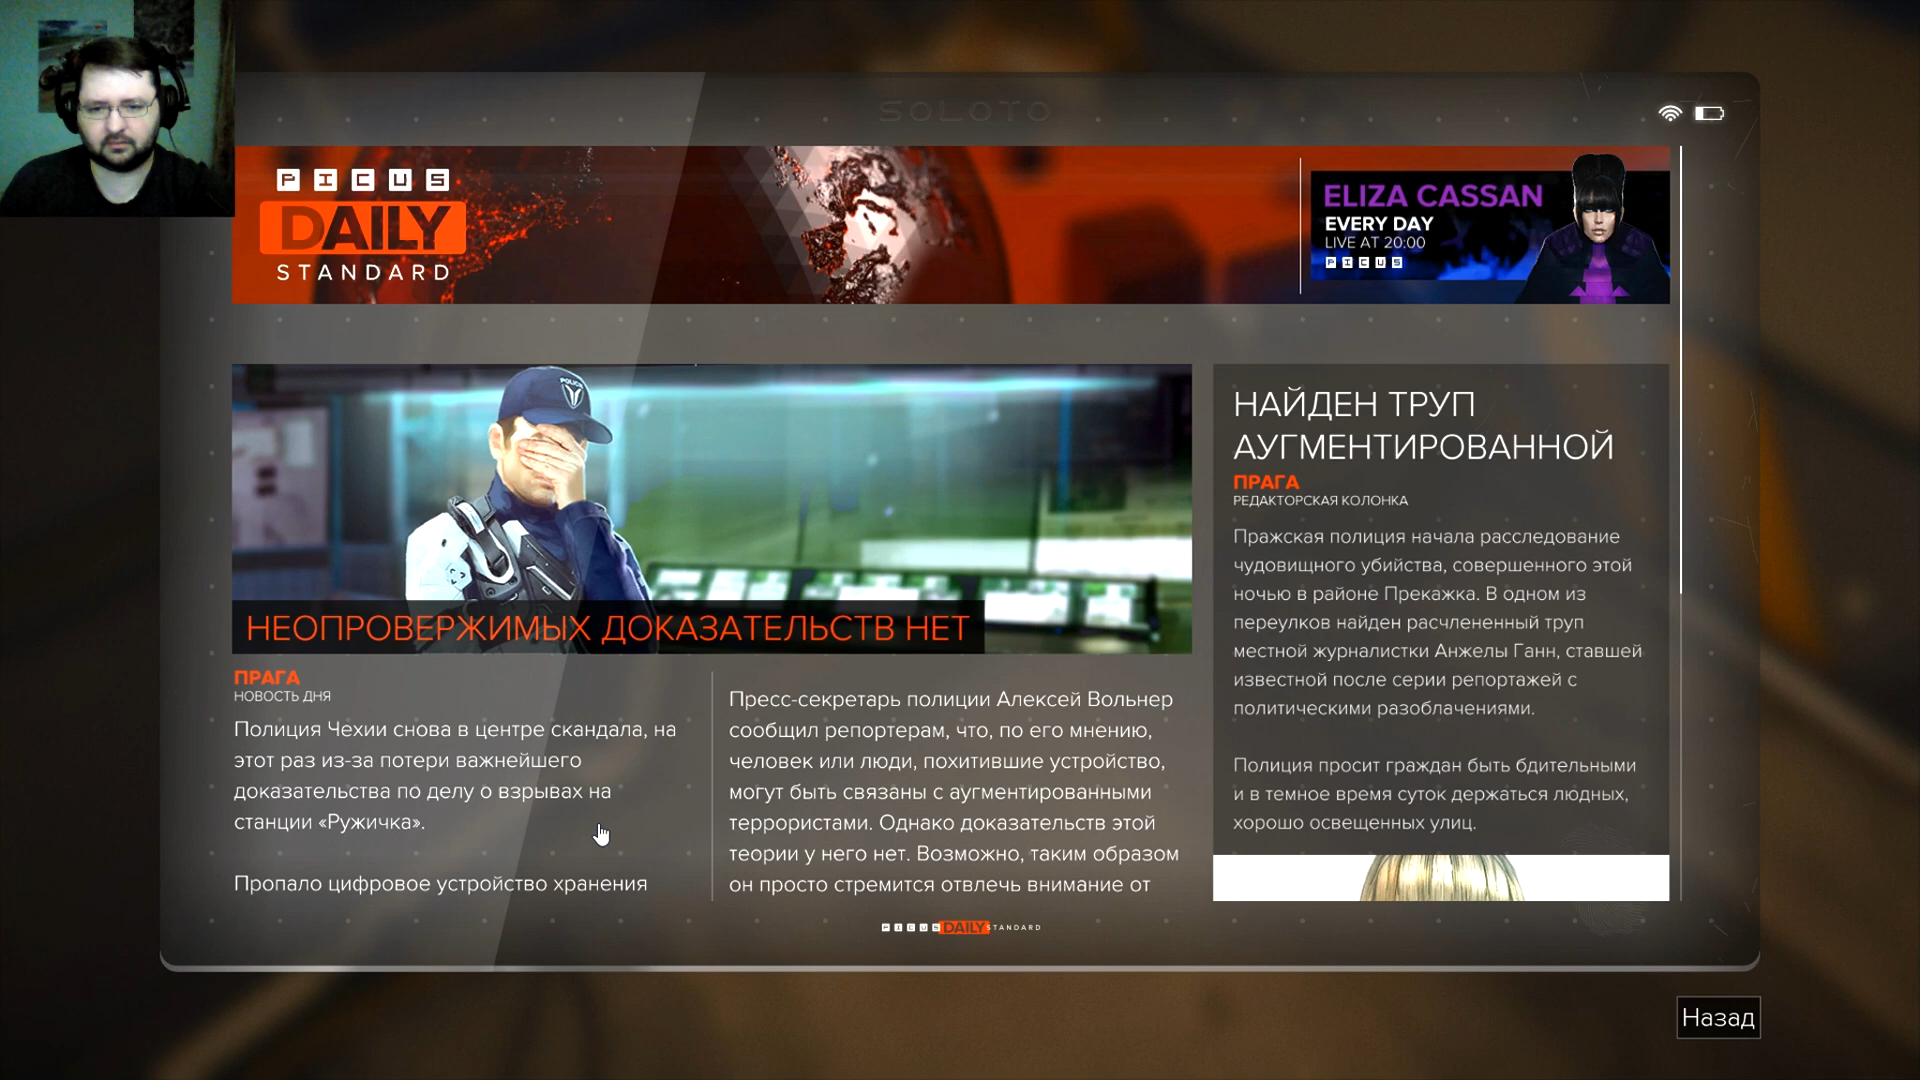 SOLOTO
PICUS
DAILY
STANDARD
ELIZA CASSAN
EVERY DAY
LIVE AT 20:00
PICUS
POLICE
НЕОПРОВЕРЖИМЫХ ДОКАЗАТЕЛЬСТВ НЕТ
ПРАГА
НОВОСТЬ ДНЯ
Полиция Чехии снова в центре скандала, на
этот раз из-за потери важнейшего
доказательства по делу о взрывах на
станции «Ружичка».
Пропало цифровое устройство хранения
Пресс-секретарь полиции Алексей Вольнер
сообщил репортерам, что, по его мнению,
человек или люди, похитившие устройство,
могут быть связаны с аугментированными
террористами. Однако доказательств этой
теории у него нет. Возможно, таким образом
он просто стремится отвлечь внимание от
НАЙДЕН ТРУП
АУГМЕНТИРОВАННОЙ
ПРАГА
РЕДАКТОРСКАЯ КОЛОНКА
Пражская полиция начала расследование
чудовищного убийства, совершенного этой
ночью в районе Прекажка. В одном из
переулков найден расчлененный труп
местной журналистки Анжелы Ганн, ставшей
известной после серии репортажей с
политическими разоблачениями.
Полиция просит граждан быть бдительными
и в темное время суток держаться людных,
хорошо освещенных улиц.
PICUS DAILY STANDARD
Назад